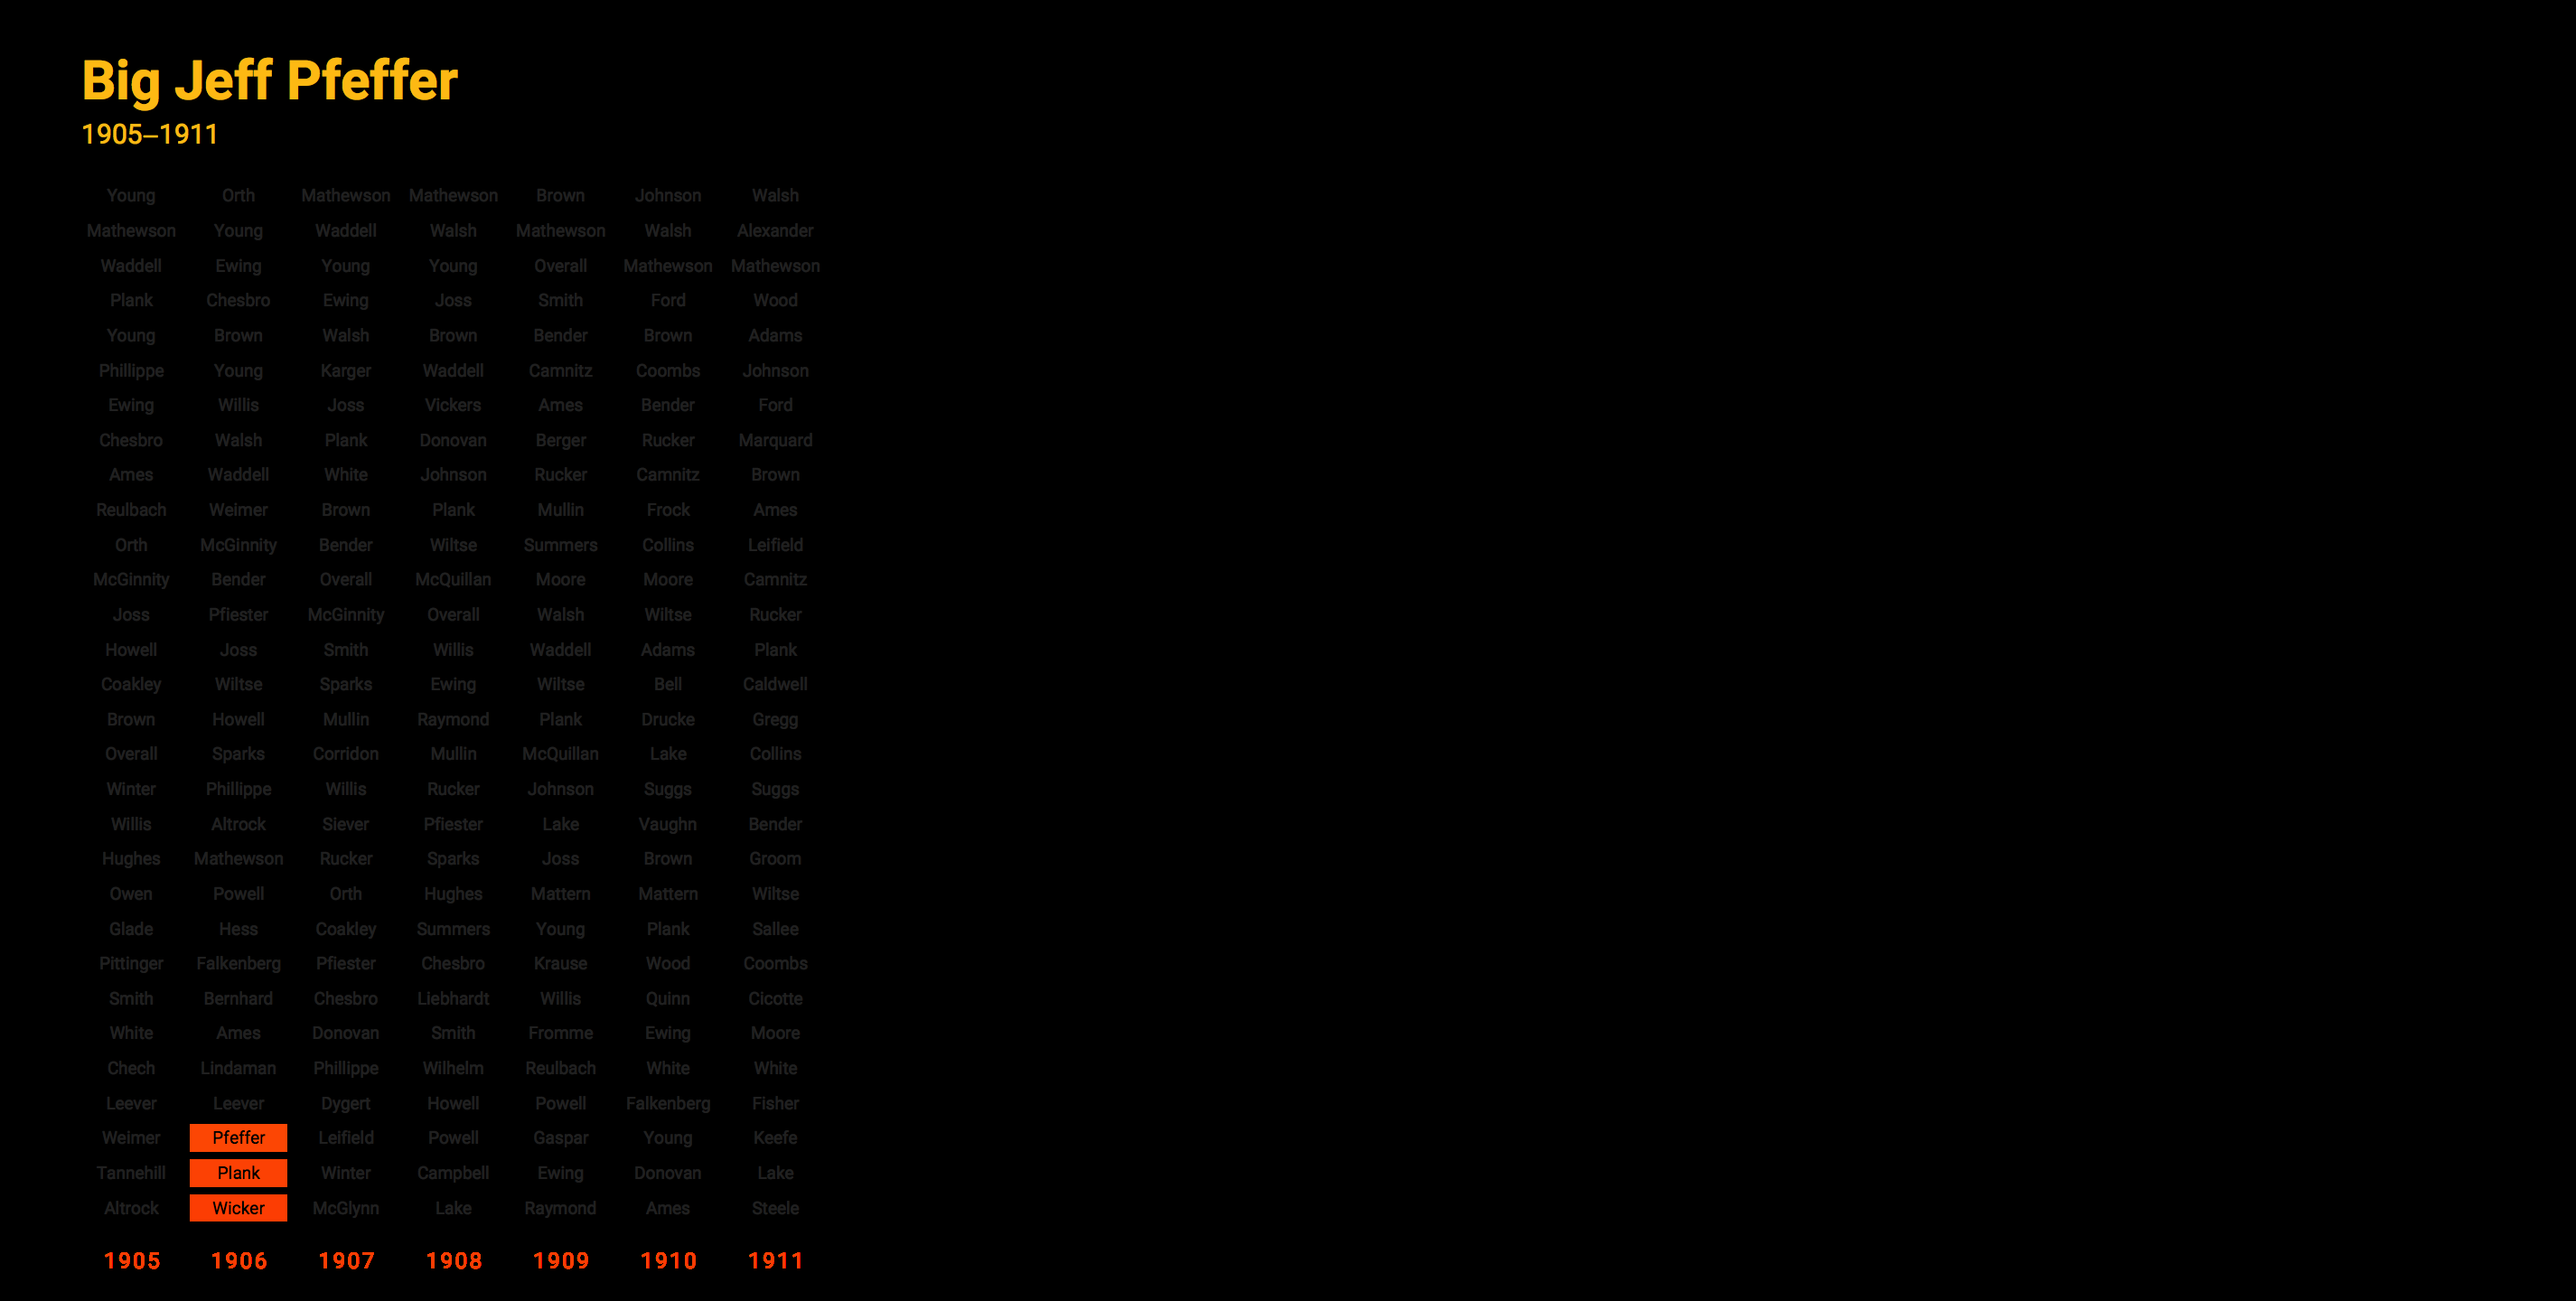 Big Jeff Pfeffer
1905–1911
Young Orth Mathewson Mathewson Brown Johnson Walsh
Mathewson Young Waddell Walsh Mathewson Walsh Alexander
Waddell Ewing Young Young Overall Mathewson Mathewson
Plank Chesbro Ewing Joss Smith Ford Wood
Young Brown Walsh Brown Bender Brown Adams
Phillippe Young Karger Waddell Camnitz Coombs Johnson
Ewing Willis Joss Vickers Ames Bender Ford
Chesbro Walsh Plank Donovan Berger Rucker Marquard
Ames Waddell White Johnson Rucker Camnitz Brown
Reulbach Weimer Brown Plank Mullin Frock Ames
Orth McGinnity Bender Wiltse Summers Collins Leifield
McGinnity Bender Overall McQuillan Moore Moore Camnitz
Joss Pfiester McGinnity Overall Walsh Wiltse Rucker
Howell Joss Smith Willis Waddell Adams Plank
Coakley Wiltse Sparks Ewing Wiltse Bell Caldwell
Brown Howell Mullin Raymond Plank Drucke Gregg
Overall Sparks Corridon Mullin McQuillan Lake Collins
Winter Phillippe Willis Rucker Johnson Suggs Suggs
Willis Altrock Siever Pfiester Lake Vaughn Bender
Hughes Mathewson Rucker Sparks Joss Brown Groom
Owen Powell Orth Hughes Mattern Mattern Wiltse
Glade Hess Coakley Summers Young Plank Sallee
Pittinger Falkenberg Pfiester Chesbro Krause Wood Coombs
Smith Bernhard Chesbro Liebhardt Willis Quinn Cicotte
White Ames Donovan Smith Fromme Ewing Moore
Chech Lindaman Phillippe Wilhelm Reulbach White White
Leever Leever Dygert Howell Powell Falkenberg Fisher
Weimer Pfeffer Leifield Powell Gaspar Young Keefe
Tannehill Plank Winter Campbell Ewing Donovan Lake
Altrock Wicker McGlynn Lake Raymond Ames Steele
1905 1906 1907 1908 1909 1910 1911